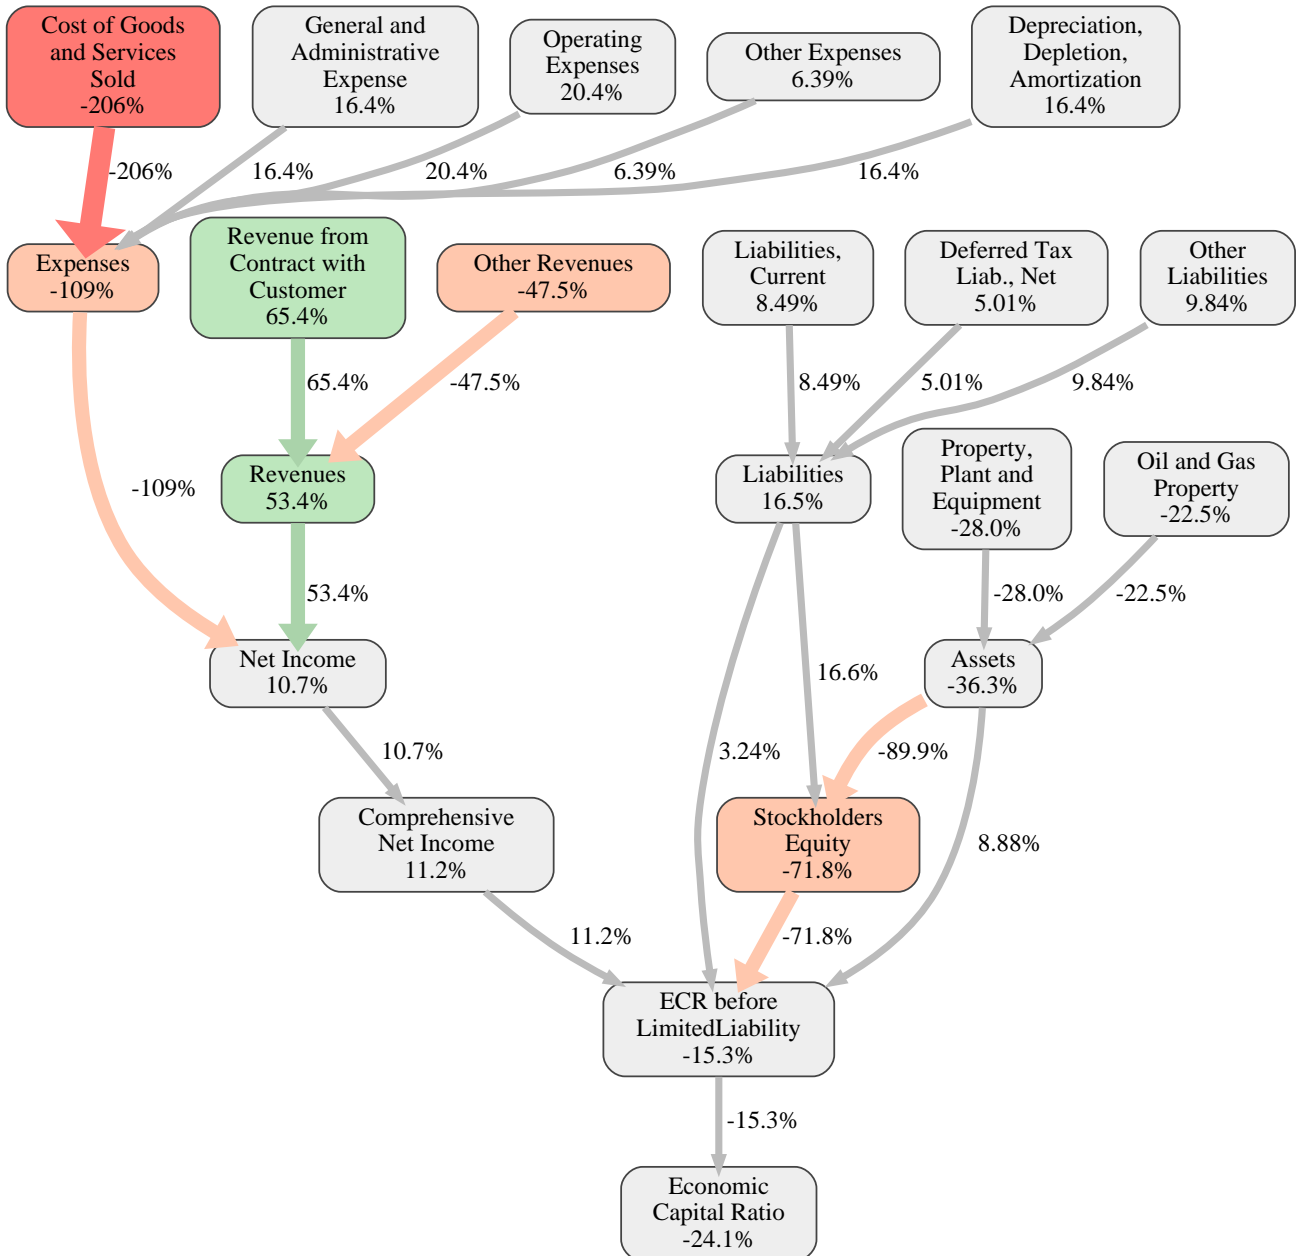 Cost of Goods
and Services
Sold
-206%
General and
Administrative
Expense
16.4%
Operating
Expenses
20.4%
Other Expenses
6.39%
Depreciation,
Depletion,
Amortization
16.4%
-206%
16.4%
20.4%
6.39%
16.4%
Expenses
-109%
Revenue from
Contract with
Customer
65.4%
Other Revenues
-47.5%
Liabilities,
Current
8.49%
Deferred Tax
Liab., Net
5.01%
Other
Liabilities
9.84%
65.4%
-47.5%
8.49%
5.01%
9.84%
-109%
Revenues
53.4%
Liabilities
16.5%
Property,
Plant and
Equipment
-28.0%
Oil and Gas
Property
-22.5%
53.4%
-28.0%
-22.5%
Net Income
10.7%
16.6%
Assets
-36.3%
10.7%
3.24%
-89.9%
8.88%
Comprehensive
Net Income
11.2%
Stockholders
Equity
-71.8%
11.2%
-71.8%
ECR before
LimitedLiability
-15.3%
-15.3%
Economic
Capital Ratio
-24.1%